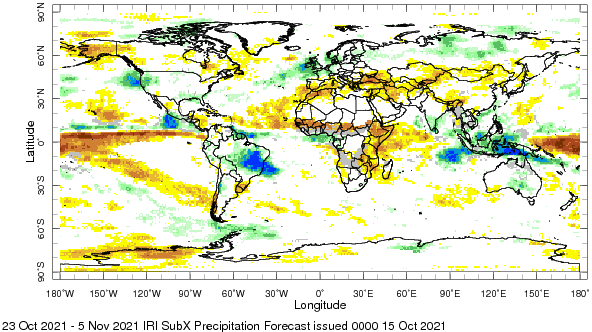 90°N
60°N
30°N
0°
30°S
60°S
90°S
Latitude
180°W 150°W 120°W 90°W 60°W 30°W 0° 30°E 60°E 90°E 120°E 150°E 180°
Longitude
23 Oct 2021 - 5 Nov 2021 IRI SubX Precipitation Forecast issued 0000 15 Oct 2021